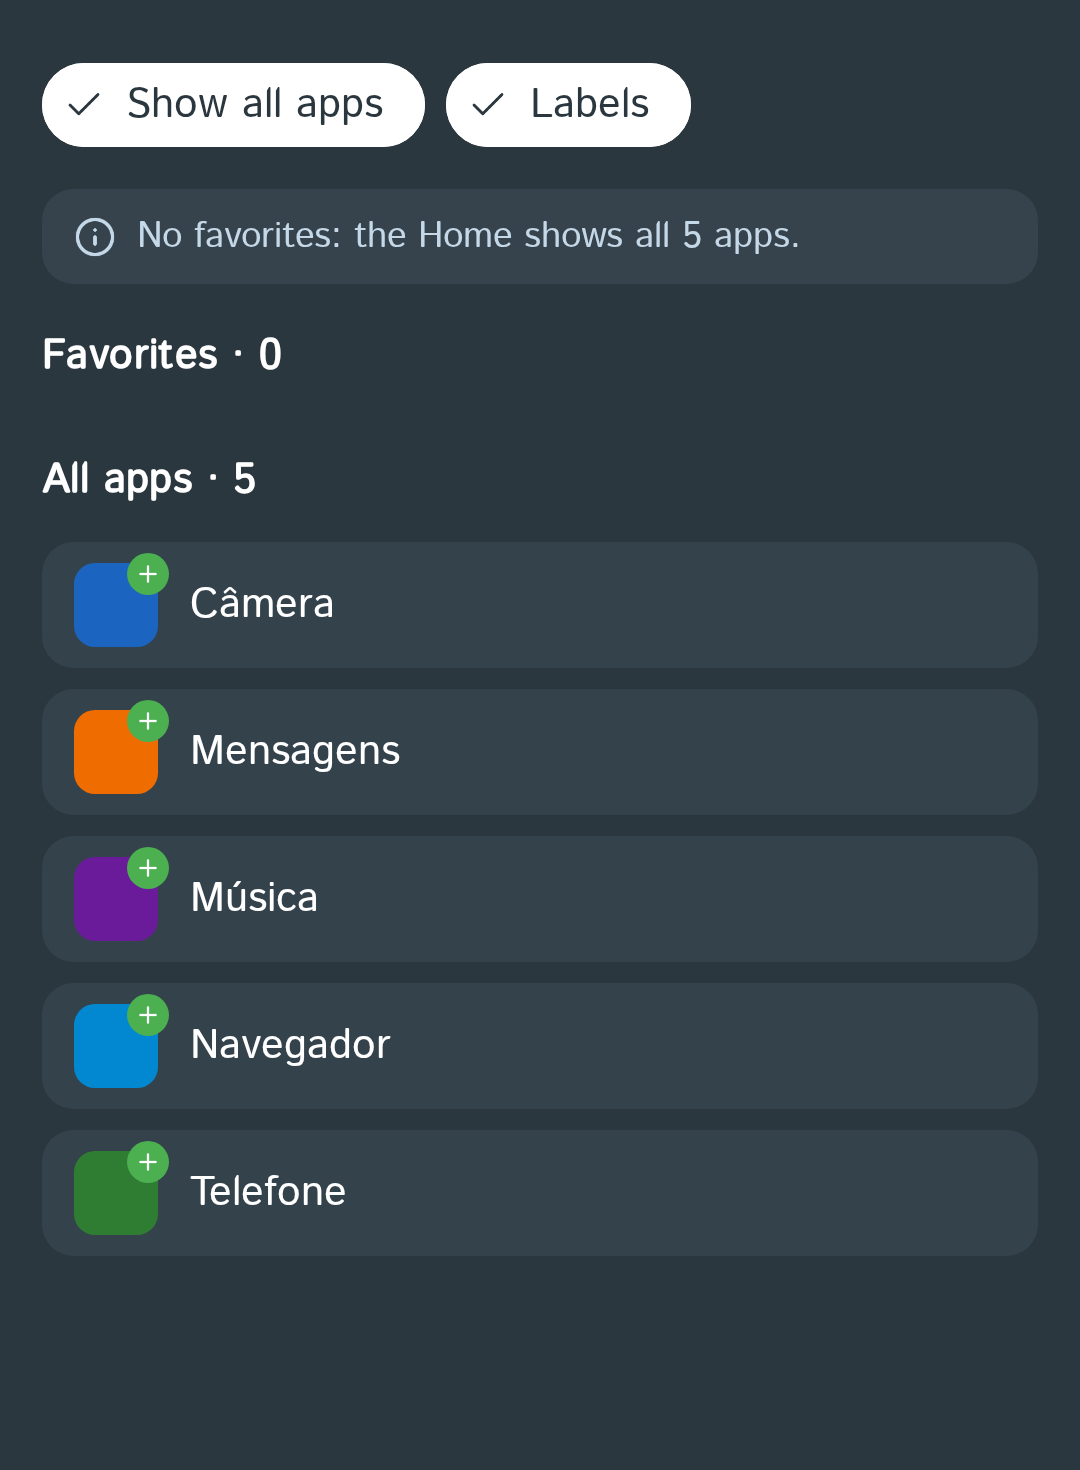 Show all apps
Labels
No favorites: the Home shows all 5 apps.
Favorites · 0
All apps · 5
Câmera
Mensagens
Música
Navegador
Telefone